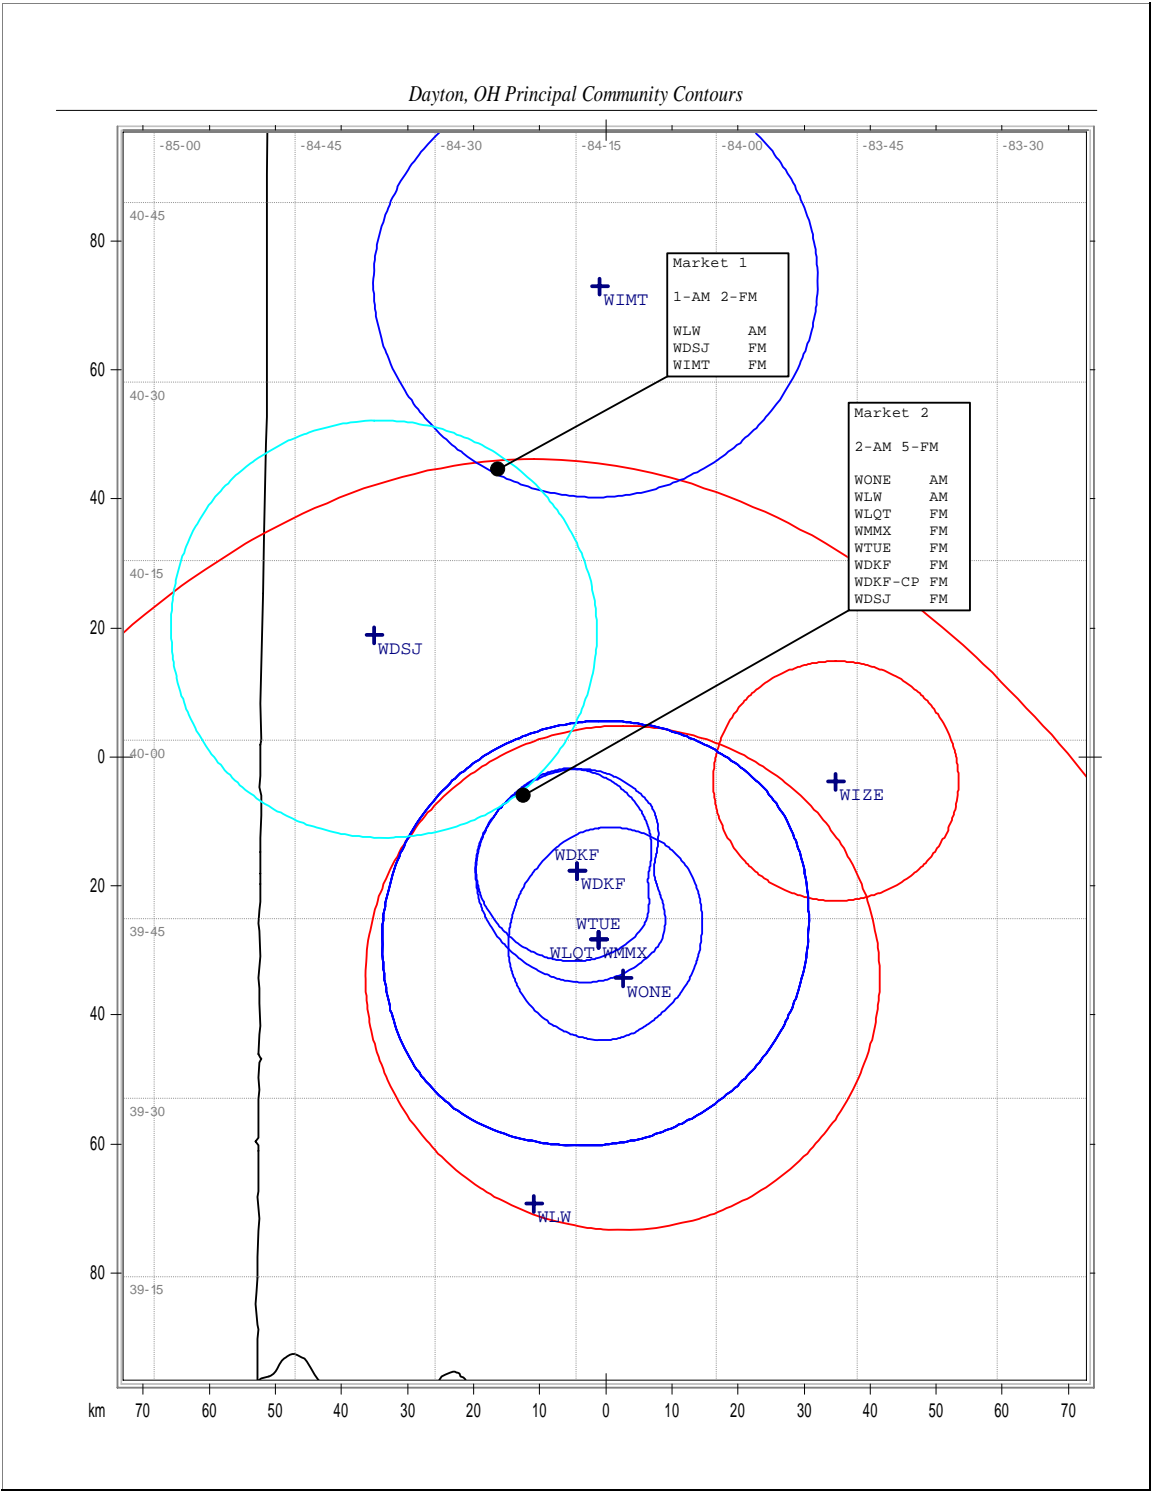 Dayton, OH Principal Community Contours
-85-00 -84-45 -84-30 -84-15 -84-00 -83-45 -83-30
40-45
80
Market 1
1-AM 2-FM
WLW AM
WDSJ FM
WIMT FM
WIMT
60
40-30
Market 2
2-AM 5-FM
WONE AM
WLW AM
WLQT FM
WMMX FM
WTUE FM
WDKF FM
WDKF-CP FM
WDSJ FM
40
40-15
20
WDSJ
0
40-00
WIZE
WDKF
WDKF
20
WTUE
39-45
WLQT WMMX
WONE
40
39-30
60
WLW
80
39-15
km 70 60 50 40 30 20 10 0 10 20 30 40 50 60 70